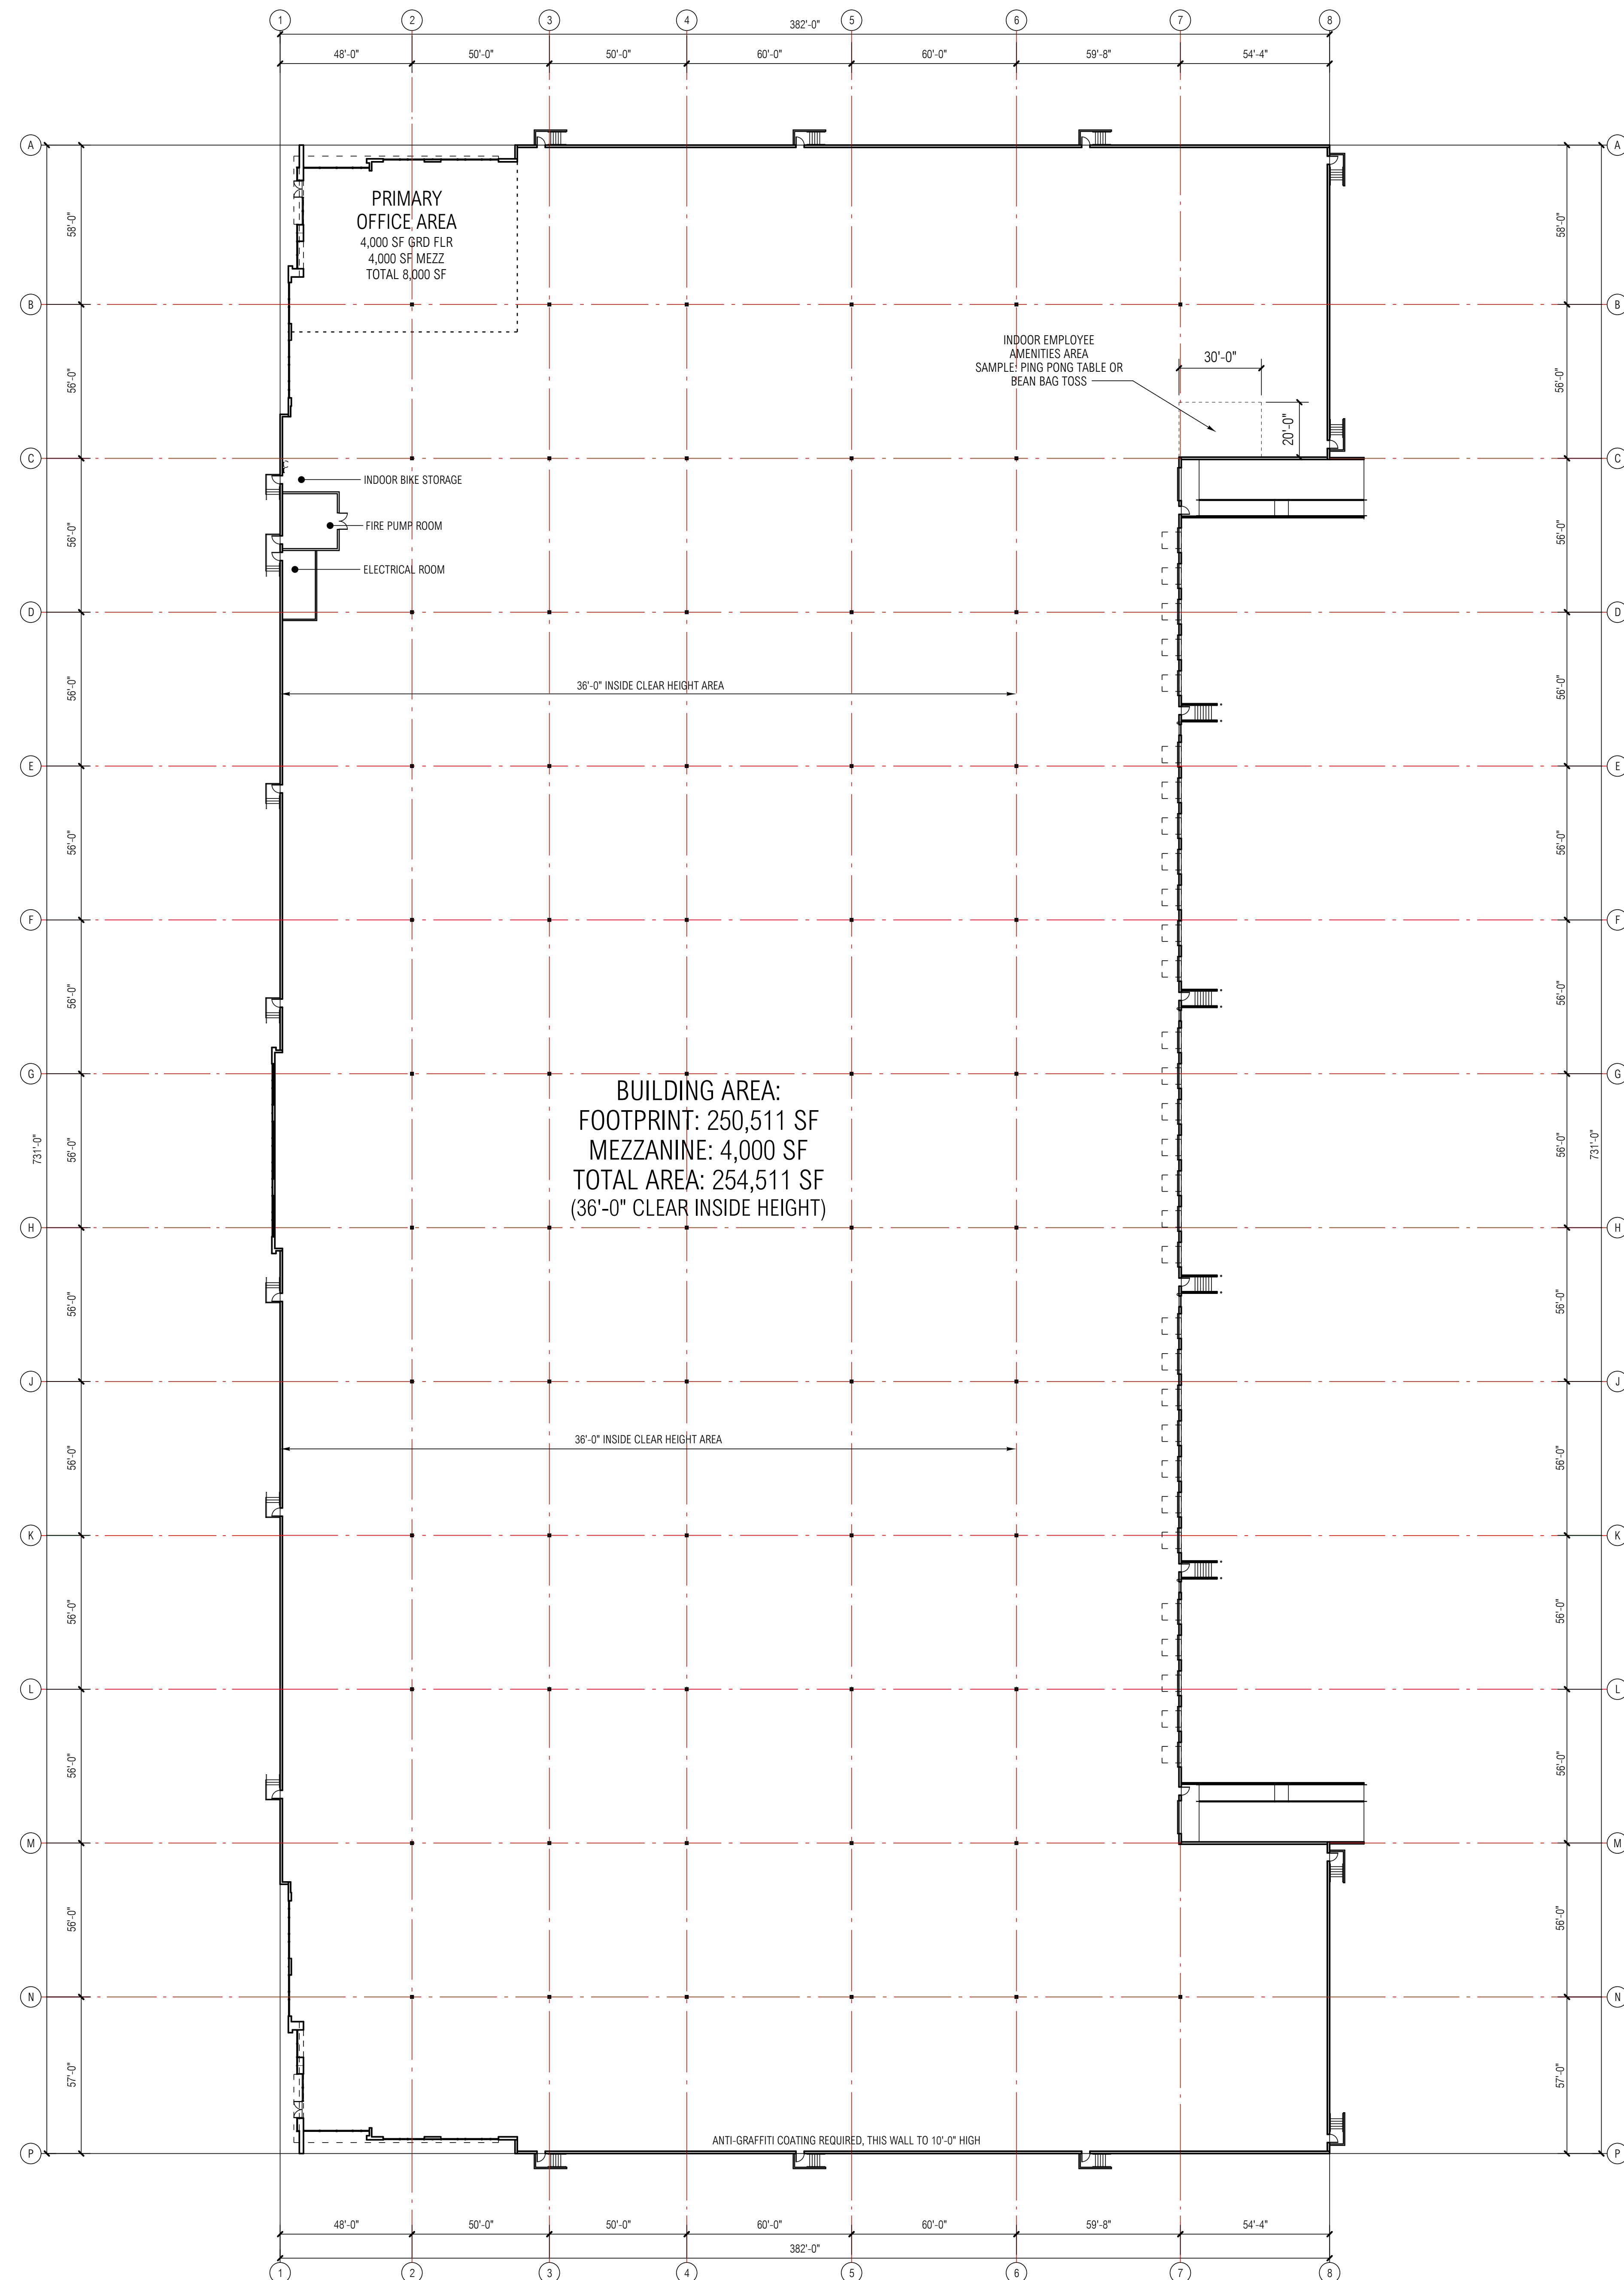 1 2 3 4 5 6 7 8
382'-0"
48'-0" 50'-0" 50'-0" 60'-0" 60'-0" 59'-8" 54'-4"
A A
PRIMARY
OFFICE AREA
4,000 SF GRD FLR
4,000 SF MEZZ
TOTAL 8,000 SF
58'-0" 58'-0"
B B
INDOOR EMPLOYEE
AMENITIES AREA
SAMPLE: PING PONG TABLE OR
BEAN BAG TOSS
30'-0"
20'-0"
56'-0" 56'-0"
C C
INDOOR BIKE STORAGE
FIRE PUMP ROOM
ELECTRICAL ROOM
56'-0" 56'-0"
D D
36'-0" INSIDE CLEAR HEIGHT AREA
56'-0" 56'-0"
E E
56'-0" 56'-0"
F F
56'-0" 56'-0"
G G
BUILDING AREA:
FOOTPRINT: 250,511 SF
MEZZANINE: 4,000 SF
TOTAL AREA: 254,511 SF
(36'-0" CLEAR INSIDE HEIGHT)
731'-0" 56'-0" 56'-0" 731'-0"
H H
56'-0" 56'-0"
J J
36'-0" INSIDE CLEAR HEIGHT AREA
56'-0" 56'-0"
K K
56'-0" 56'-0"
L L
56'-0" 56'-0"
M M
56'-0" 56'-0"
N N
57'-0" 57'-0"
ANTI-GRAFFITI COATING REQUIRED, THIS WALL TO 10'-0" HIGH
P P
48'-0" 50'-0" 50'-0" 60'-0" 60'-0" 59'-8" 54'-4"
382'-0"
1 2 3 4 5 6 7 8